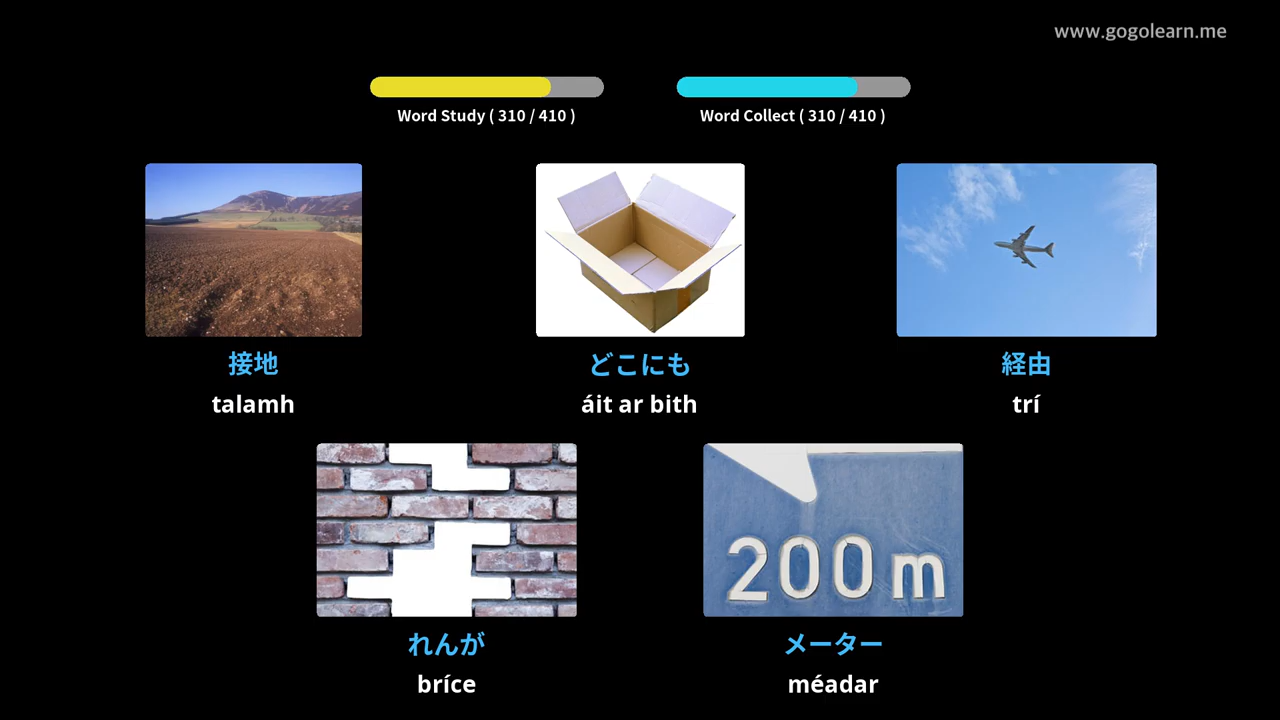 www.gogolearn.me
Word Study ( 310 / 410 )
Word Collect ( 310 / 410 )
接地
talamh
どこにも
áit ar bith
経由
trí
200m
れんが
bríce
メーター
méadar